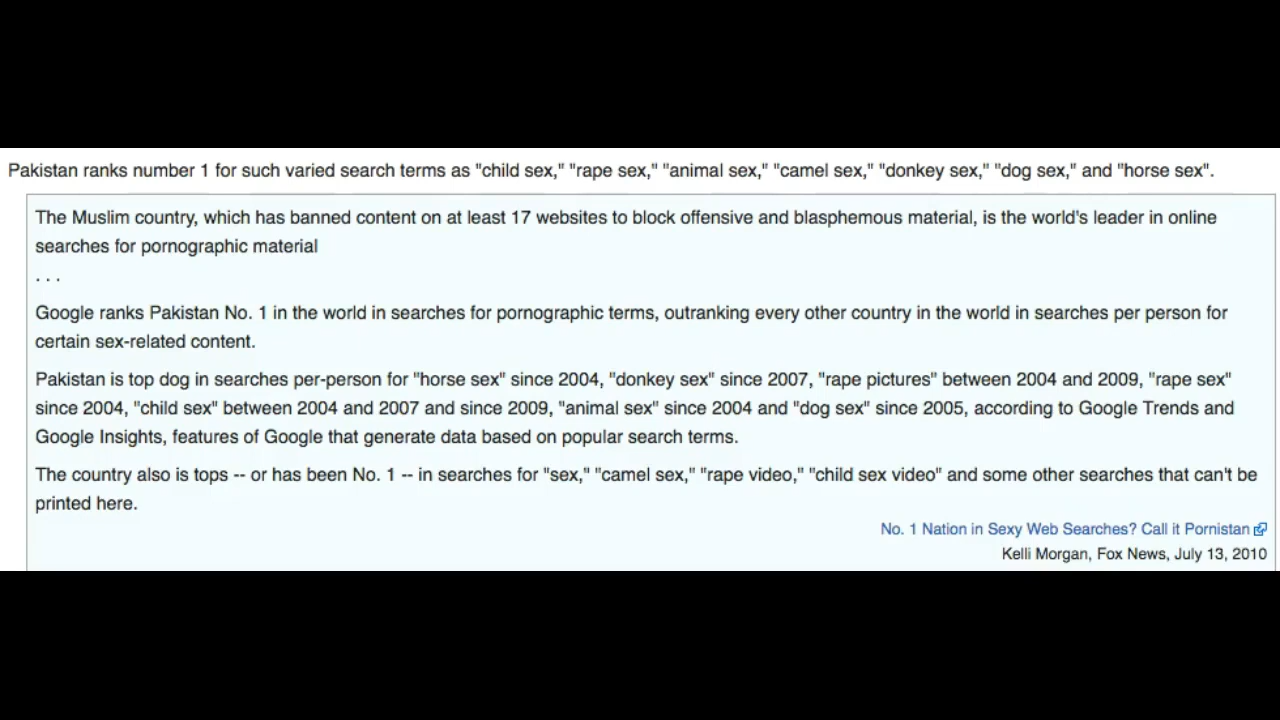 Pakistan ranks number 1 for such varied search terms as "child sex," "rape sex," "animal sex," "camel sex," "donkey sex," "dog sex," and "horse sex".
The Muslim country, which has banned content on at least 17 websites to block offensive and blasphemous material, is the world's leader in online
searches for pornographic material
. . .
Google ranks Pakistan No. 1 in the world in searches for pornographic terms, outranking every other country in the world in searches per person for
certain sex-related content.
Pakistan is top dog in searches per-person for "horse sex" since 2004, "donkey sex" since 2007, "rape pictures" between 2004 and 2009, "rape sex"
since 2004, "child sex" between 2004 and 2007 and since 2009, "animal sex" since 2004 and "dog sex" since 2005, according to Google Trends and
Google Insights, features of Google that generate data based on popular search terms.
The country also is tops -- or has been No. 1 -- in searches for "sex," "camel sex," "rape video," "child sex video" and some other searches that can't be
printed here.
No. 1 Nation in Sexy Web Searches? Call it Pornistan
Kelli Morgan, Fox News, July 13, 2010